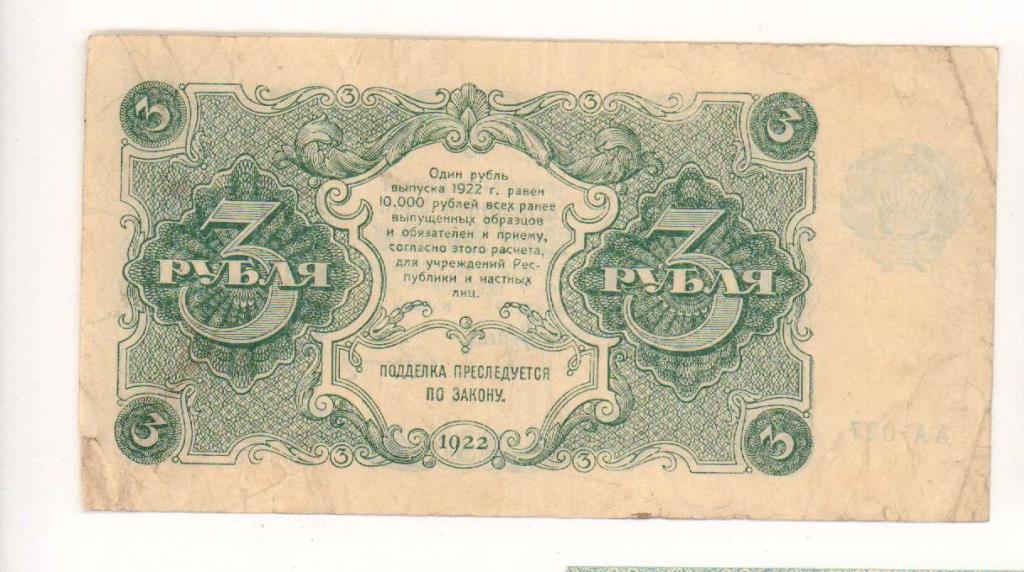 3 3 3 3
Один рубль
выпуска 1922 г. равен
10.000 рублей всех ранее
выпущенных образцов
и обязателен к приему,
согласно этого расчета,
для учреждений Рес-
публики и частных
лиц.
3 РУБЛЯ
3 РУБЛЯ
ПОДДЕЛКА ПРЕСЛЕДУЕТСЯ
ПО ЗАКОНУ.
3 3 1922 3 3
АА-027